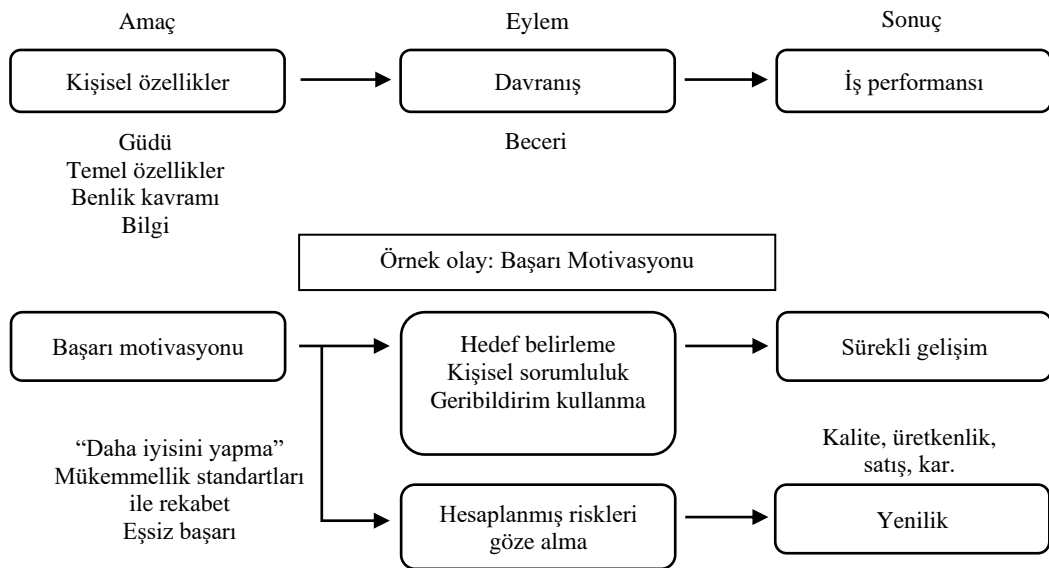 Amaç
Eylem
Sonuç
Kişisel özellikler
Davranış
İş performansı
Güdü
Temel özellikler
Benlik kavramı
Bilgi
Beceri
Örnek olay: Başarı Motivasyonu
Başarı motivasyonu
Hedef belirleme
Kişisel sorumluluk
Geribildirim kullanma
Sürekli gelişim
“Daha iyisini yapma”
Mükemmellik standartları
ile rekabet
Eşsiz başarı
Kalite, üretkenlik,
satış, kar.
Hesaplanmış riskleri
göze alma
Yenilik